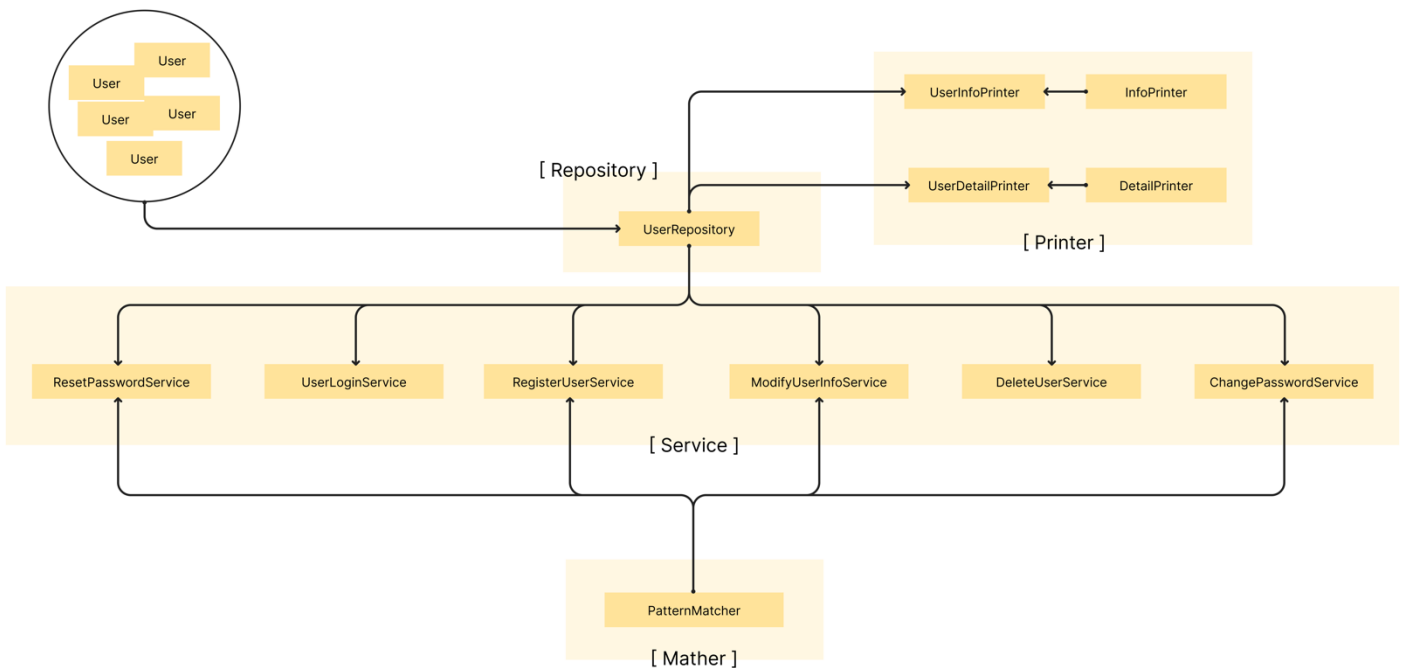 User
User
User
User
User
[ Repository ]
UserRepository
UserInfoPrinter
InfoPrinter
UserDetailPrinter
DetailPrinter
[ Printer ]
ResetPasswordService
UserLoginService
RegisterUserService
ModifyUserInfoService
DeleteUserService
ChangePasswordService
[ Service ]
PatternMatcher
[ Mather ]